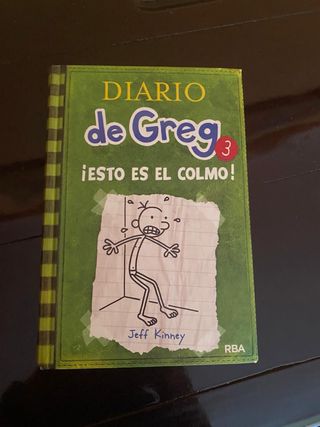 DIARIO
de Greg 3
¡ESTO ES EL COLMO!
Jeff Kinney
RBA